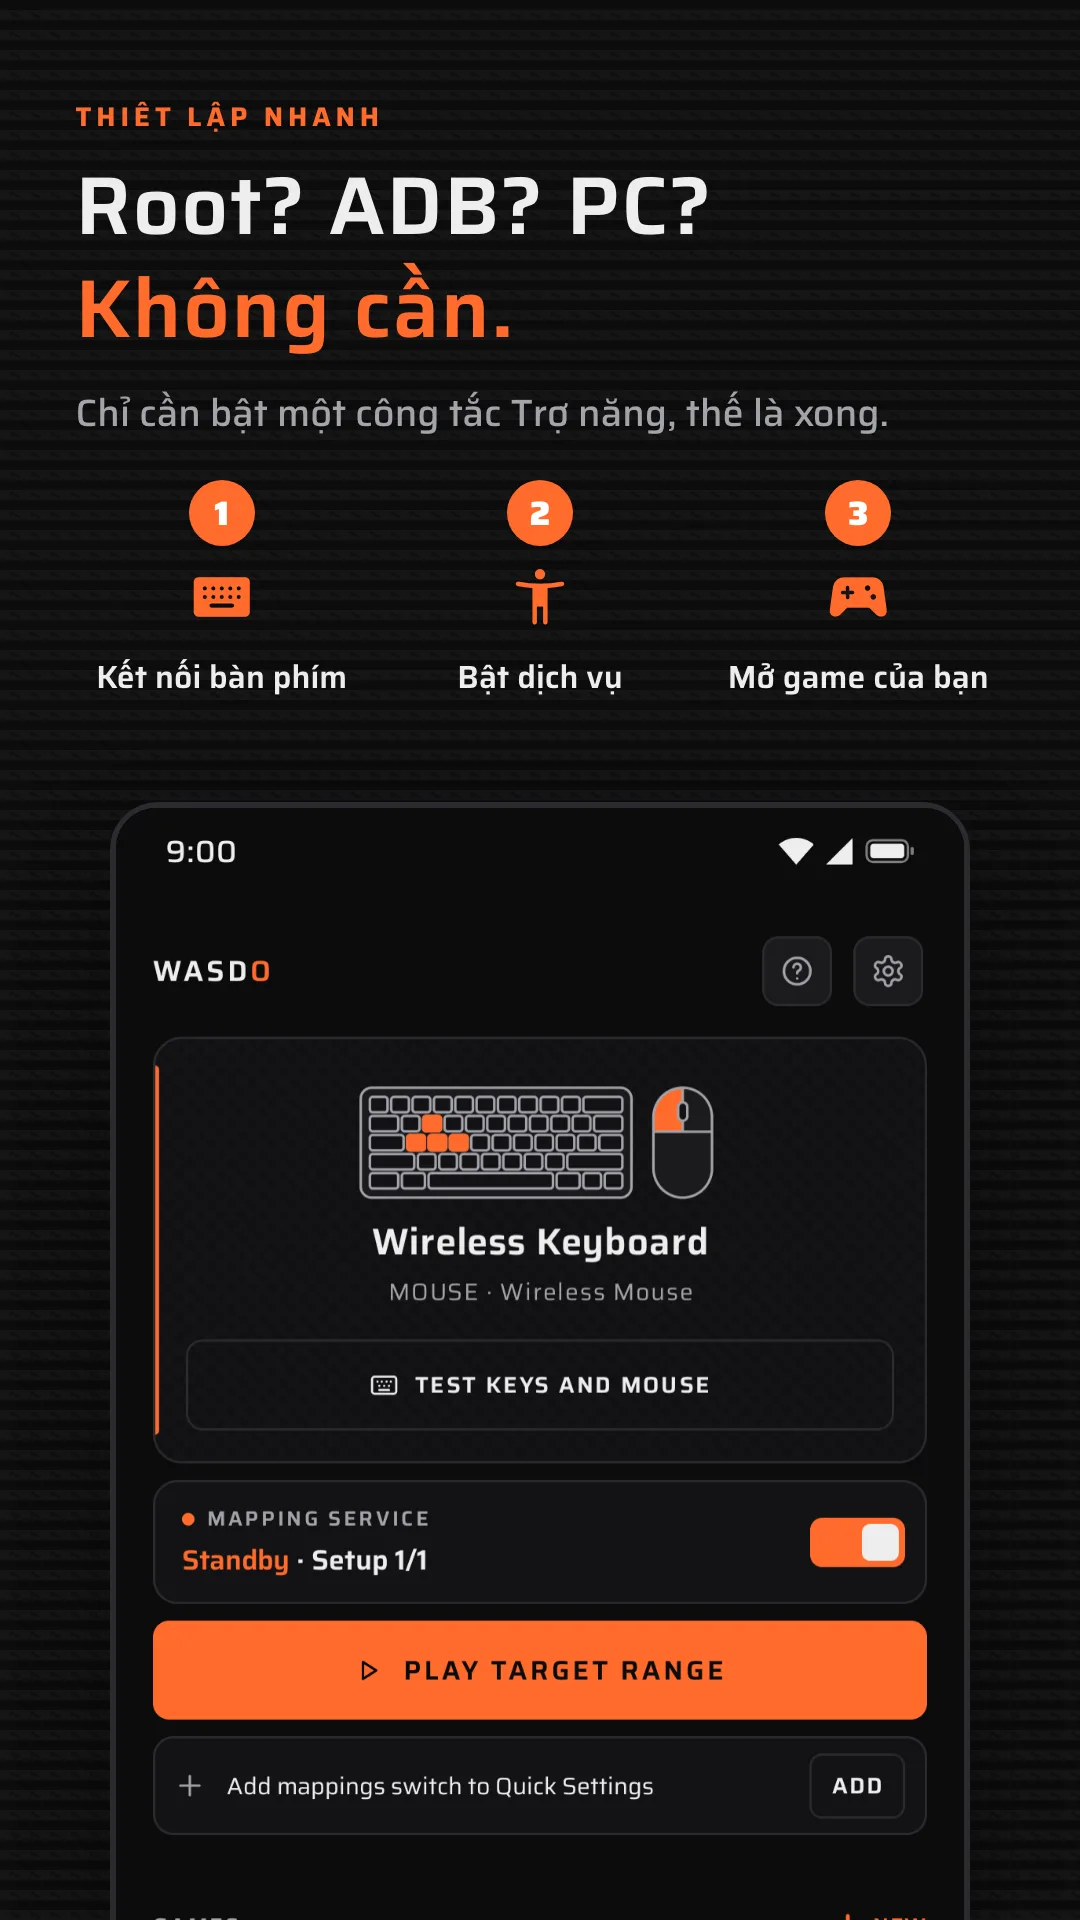 THIẾT LẬP NHANH
Root? ADB? PC?
Không cần.
Chỉ cần bật một công tắc Trợ năng, thế là xong.
1
2
3
Kết nối bàn phím
Bật dịch vụ
Mở game của bạn
9:00
WASDO
Wireless Keyboard
MOUSE · Wireless Mouse
TEST KEYS AND MOUSE
MAPPING SERVICE
Standby · Setup 1/1
PLAY TARGET RANGE
Add mappings switch to Quick Settings
ADD